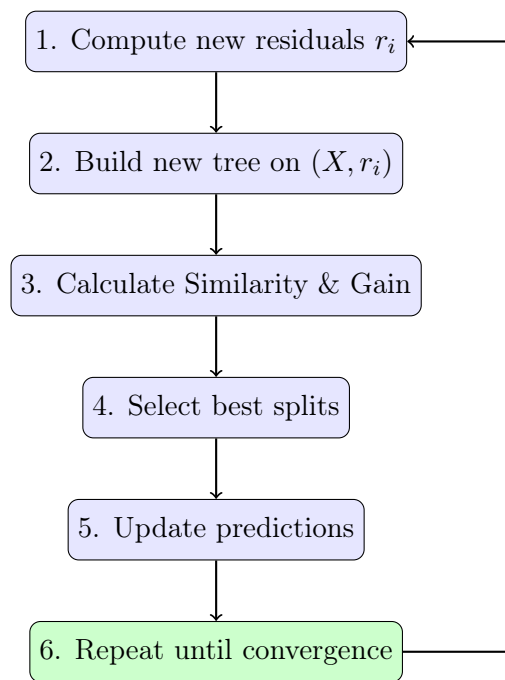 1. Compute new residuals r_i
2. Build new tree on (X, r_i)
3. Calculate Similarity & Gain
4. Select best splits
5. Update predictions
6. Repeat until convergence